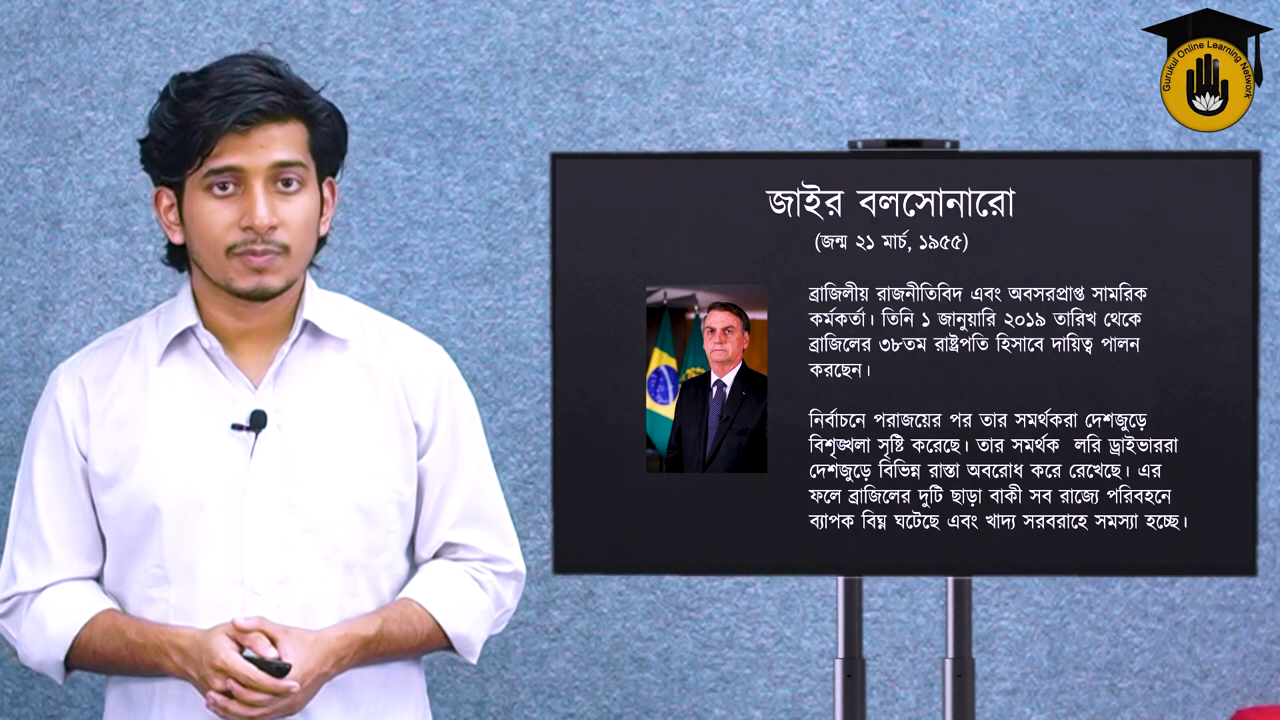 Gurukul Online Learning Network
জাইর বলসোনারো
(জন্ম ২১ মার্চ, ১৯৫৫)
ব্রাজিলীয় রাজনীতিবিদ এবং অবসরপ্রাপ্ত সামরিক
কর্মকর্তা। তিনি ১ জানুয়ারি ২০১৯ তারিখ থেকে
ব্রাজিলের ৩৮তম রাষ্ট্রপতি হিসাবে দায়িত্ব পালন
করছেন।
নির্বাচনে পরাজয়ের পর তার সমর্থকরা দেশজুড়ে
বিশৃঙ্খলা সৃষ্টি করেছে। তার সমর্থক লরি ড্রাইভাররা
দেশজুড়ে বিভিন্ন রাস্তা অবরোধ করে রেখেছে। এর
ফলে ব্রাজিলের দুটি ছাড়া বাকী সব রাজ্যে পরিবহনে
ব্যাপক বিঘ্ন ঘটেছে এবং খাদ্য সরবরাহে সমস্যা হচ্ছে।